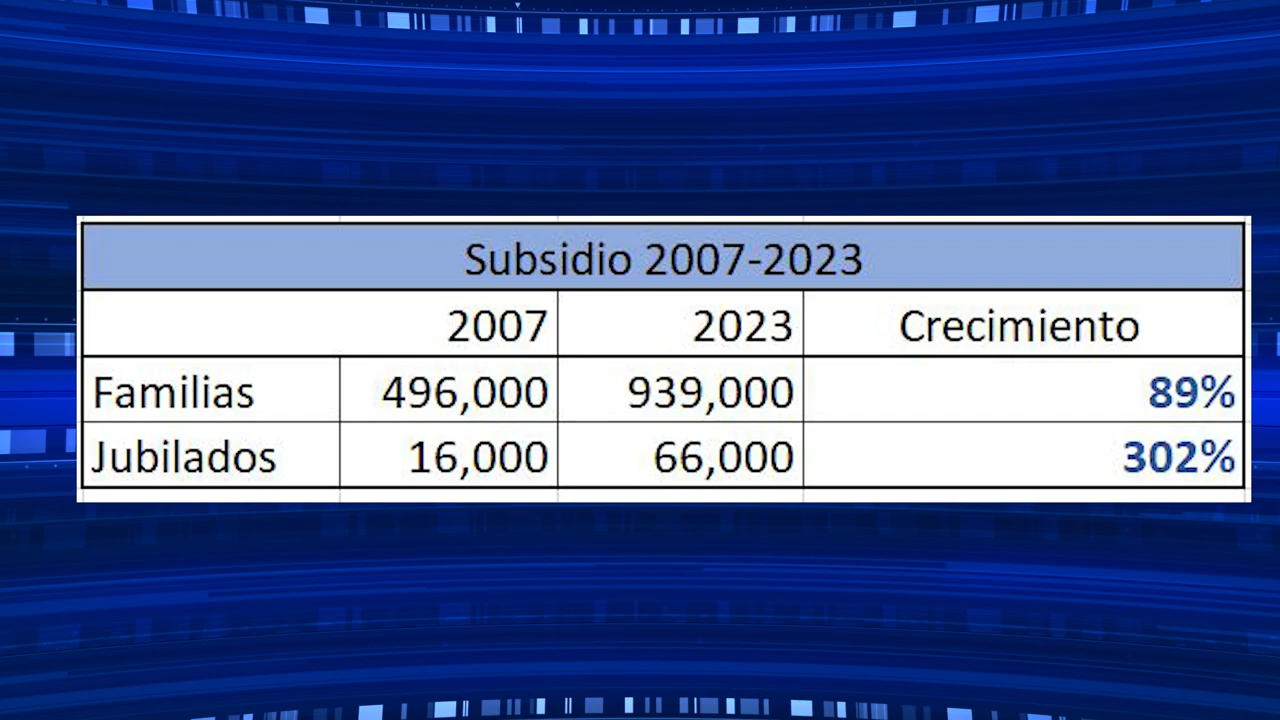 Subsidio 2007-2023
2007 2023 Crecimiento
Familias 496,000 939,000 89%
Jubilados 16,000 66,000 302%